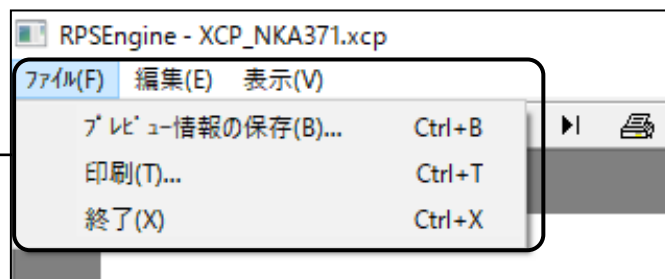 RPSEngine - XCP_NKA371.xcp
ﾌｧｲﾙ(F) 編集(E) 表示(V)
ﾌﾟﾚﾋﾞｭｰ情報の保存(B)... Ctrl+B
印刷(T)... Ctrl+T
終了(X) Ctrl+X